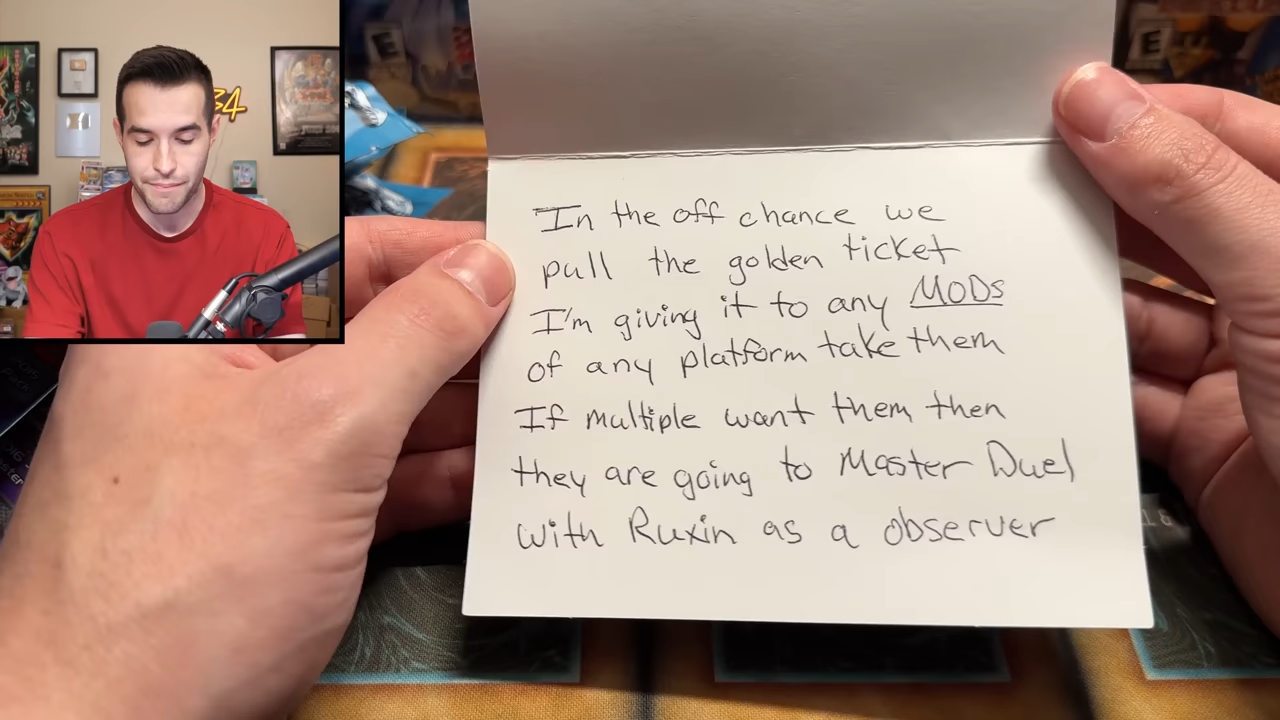 34
E
E
In the off chance we
pull the golden ticket
I'm giving it to any MODs
of any platform take them
If multiple want them then
they are going to Master Duel
with Ruxin as a observer